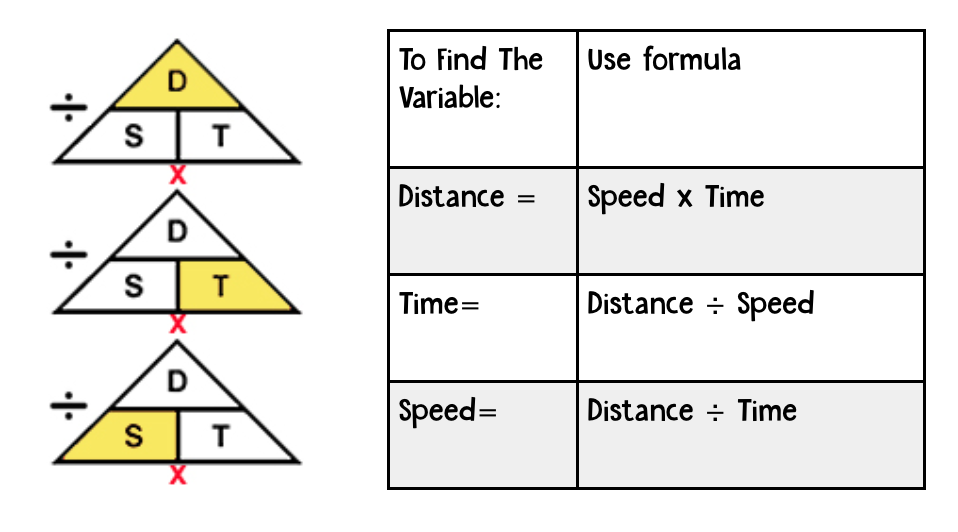 D
÷
S T
x
D
÷
S T
x
D
÷
S T
x
To Find The
Variable:
Use formula
Distance =
Speed x Time
Time=
Distance ÷ Speed
Speed=
Distance ÷ Time